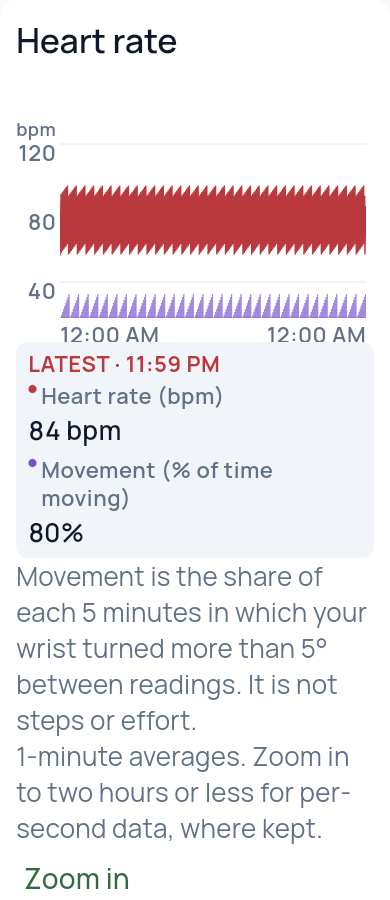 Heart rate
bpm
120
80
40
12:00 AM 12:00 AM
LATEST · 11:59 PM
Heart rate (bpm)
84 bpm
Movement (% of time
moving)
80%
Movement is the share of
each 5 minutes in which your
wrist turned more than 5°
between readings. It is not
steps or effort.
1-minute averages. Zoom in
to two hours or less for per-
second data, where kept.
Zoom in